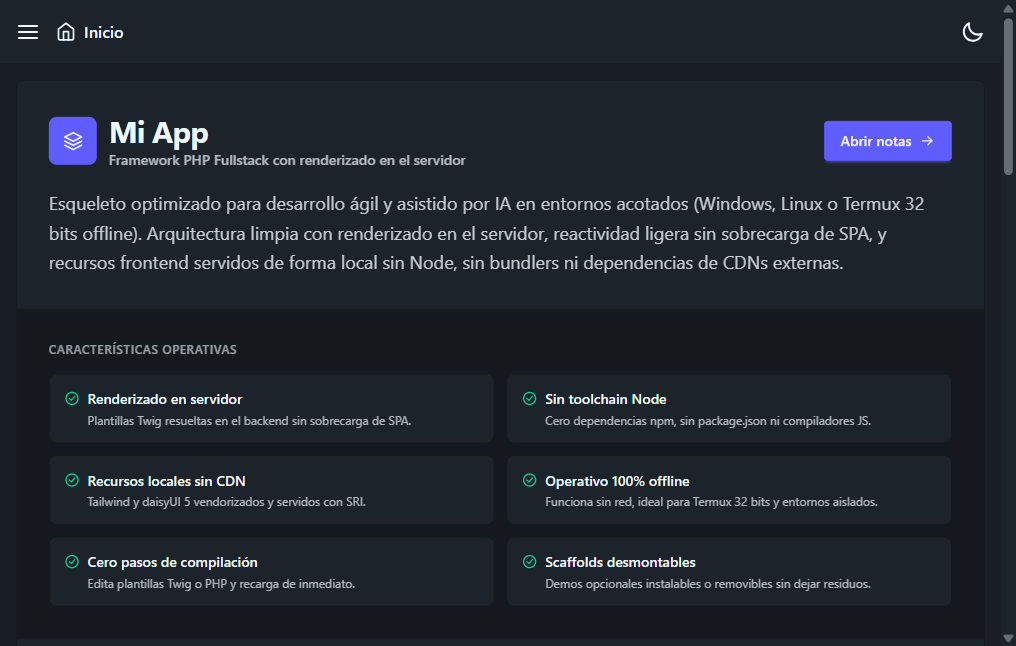 Inicio
Mi App
Framework PHP Fullstack con renderizado en el servidor
Abrir notas
Esqueleto optimizado para desarrollo ágil y asistido por IA en entornos acotados (Windows, Linux o Termux 32
bits offline). Arquitectura limpia con renderizado en el servidor, reactividad ligera sin sobrecarga de SPA, y
recursos frontend servidos de forma local sin Node, sin bundlers ni dependencias de CDNs externas.
CARACTERÍSTICAS OPERATIVAS
Renderizado en servidor
Plantillas Twig resueltas en el backend sin sobrecarga de SPA.
Sin toolchain Node
Cero dependencias npm, sin package.json ni compiladores JS.
Recursos locales sin CDN
Tailwind y daisyUI 5 vendorizados y servidos con SRI.
Operativo 100% offline
Funciona sin red, ideal para Termux 32 bits y entornos aislados.
Cero pasos de compilación
Edita plantillas Twig o PHP y recarga de inmediato.
Scaffolds desmontables
Demos opcionales instalables o removibles sin dejar residuos.